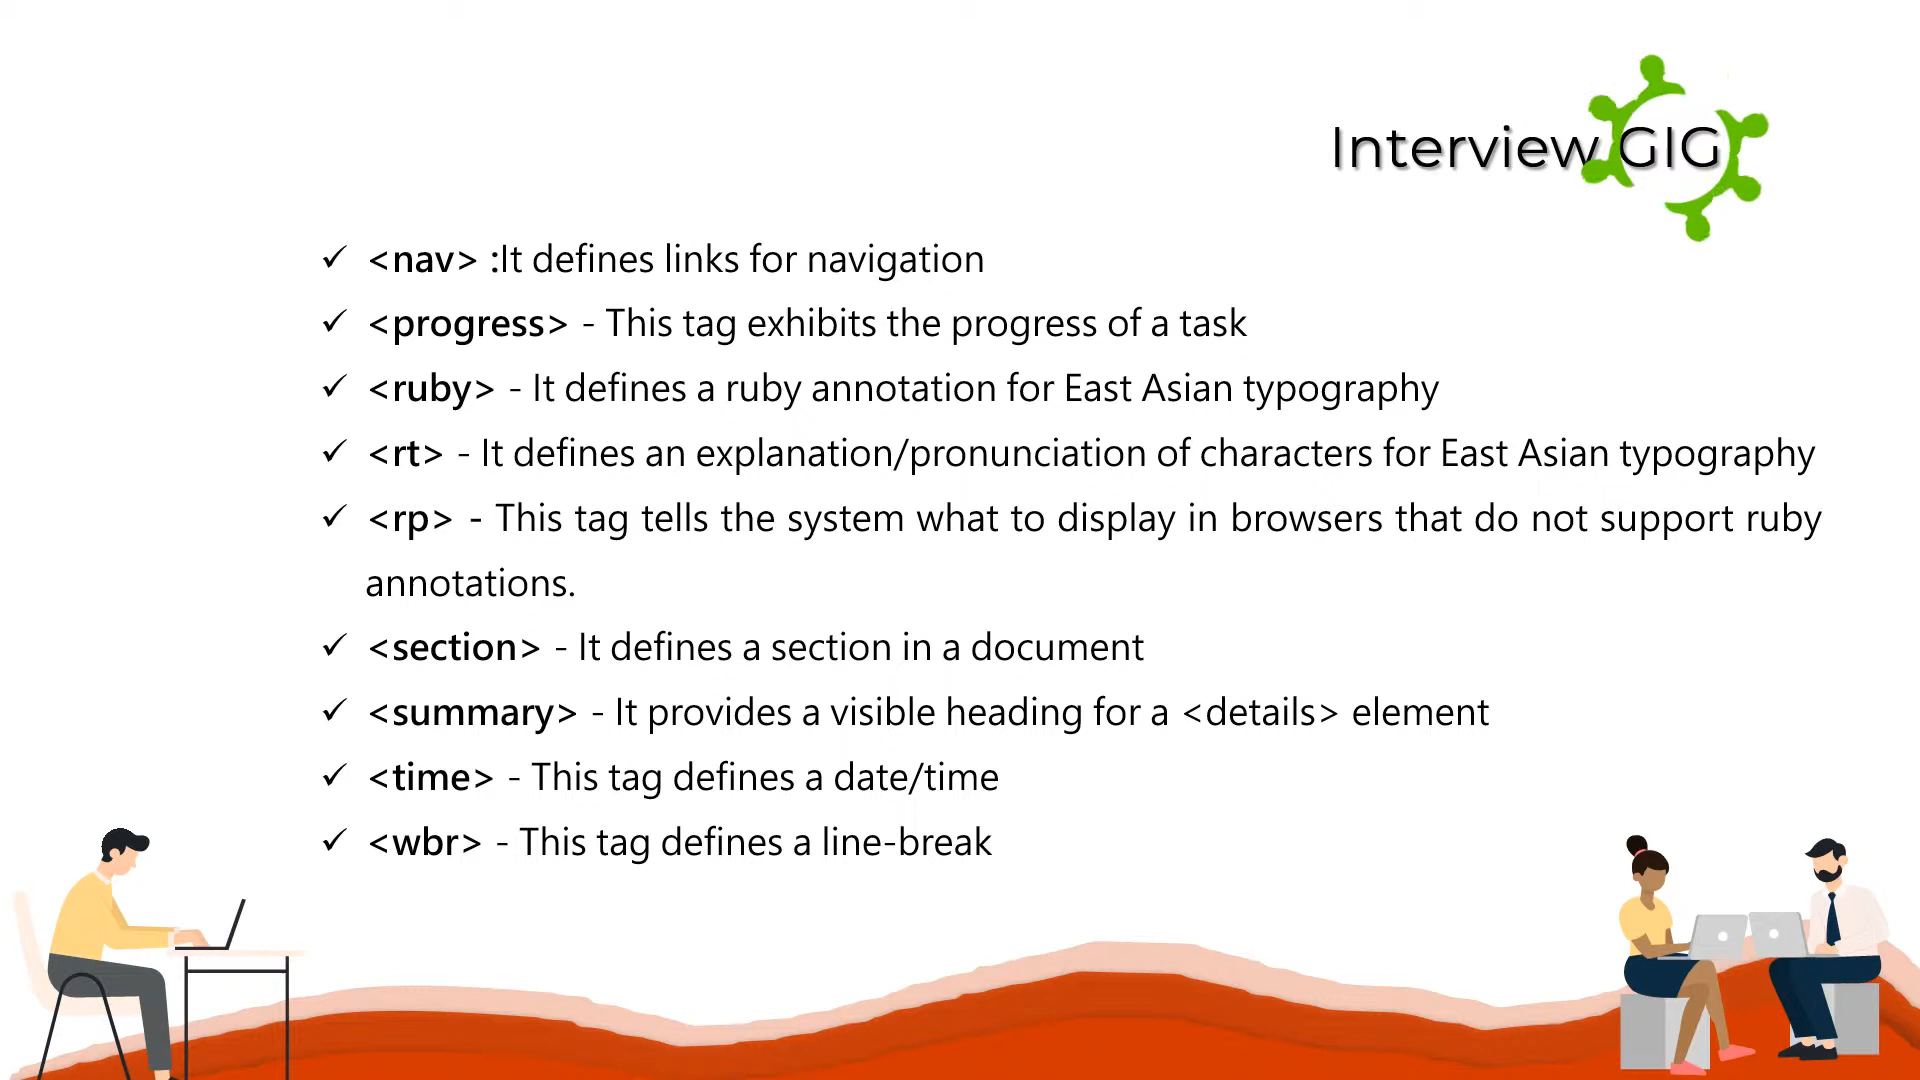 Interview GIG
✓ <nav> :It defines links for navigation
✓ <progress> - This tag exhibits the progress of a task
✓ <ruby> - It defines a ruby annotation for East Asian typography
✓ <rt> - It defines an explanation/pronunciation of characters for East Asian typography
✓ <rp> - This tag tells the system what to display in browsers that do not support ruby
annotations.
✓ <section> - It defines a section in a document
✓ <summary> - It provides a visible heading for a <details> element
✓ <time> - This tag defines a date/time
✓ <wbr> - This tag defines a line-break